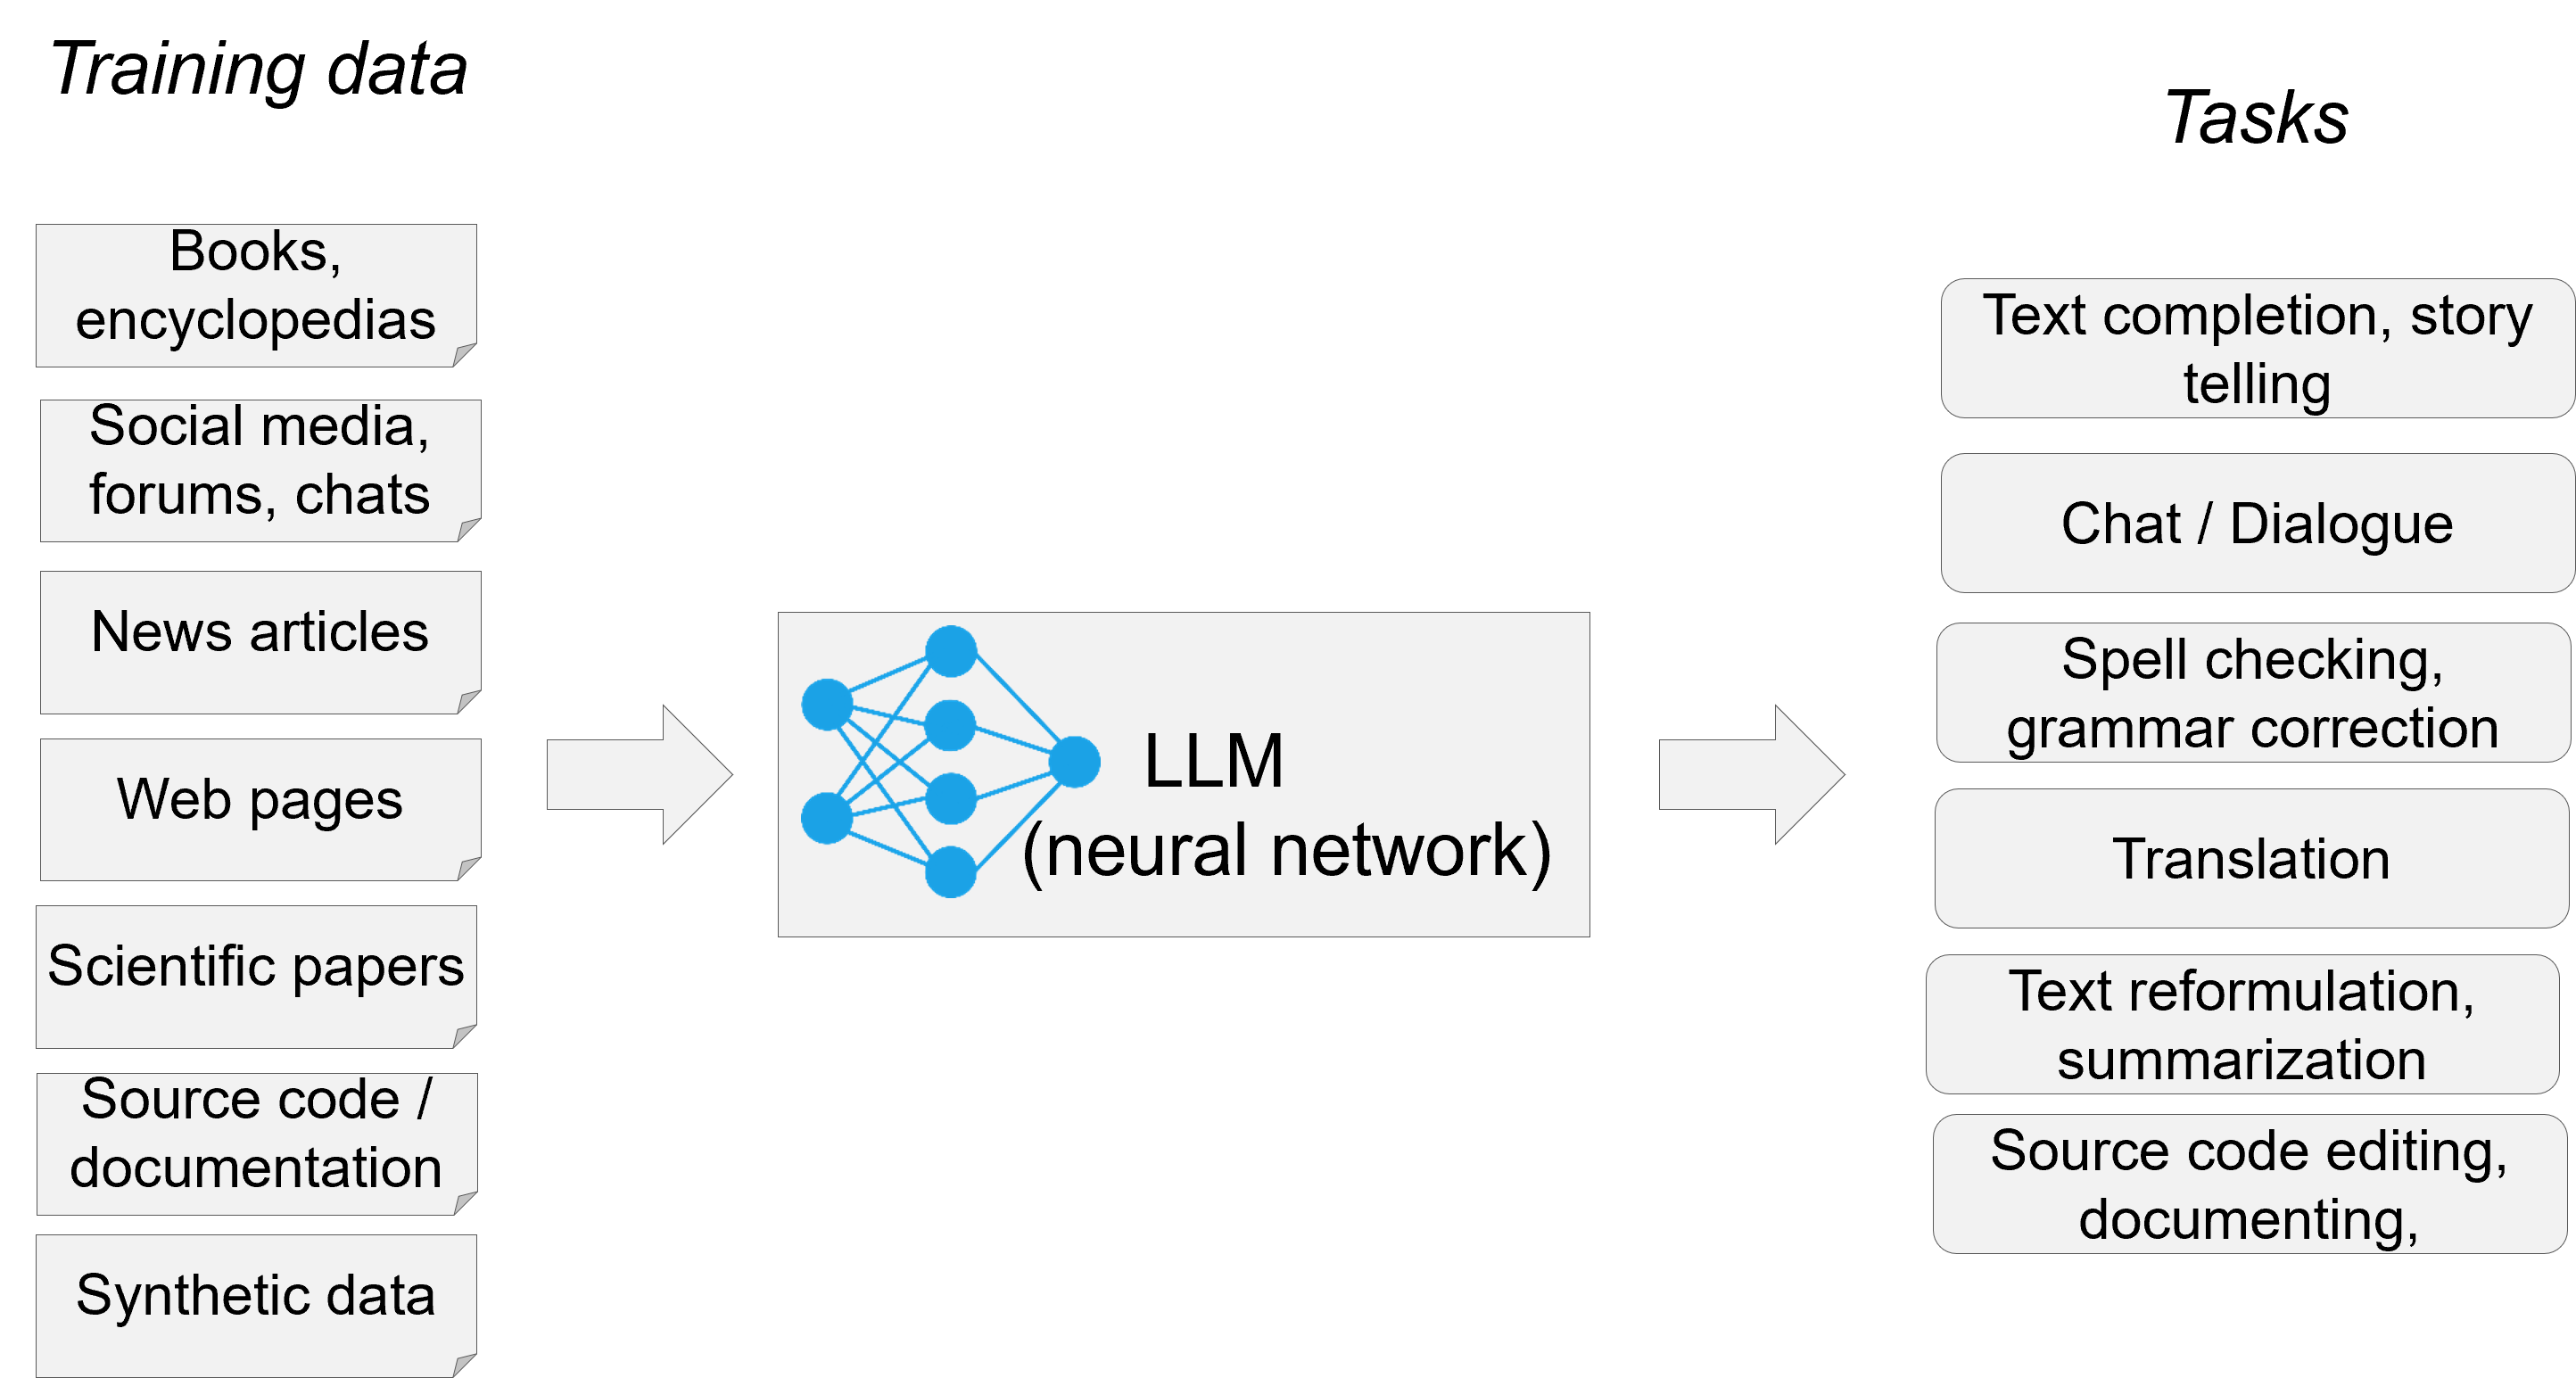 Training data
Books,
encyclopedias
Social media,
forums, chats
News articles
Web pages
Scientific papers
Source code /
documentation
Synthetic data
LLM
(neural network)
Tasks
Text completion, story
telling
Chat / Dialogue
Spell checking,
grammar correction
Translation
Text reformulation,
summarization
Source code editing,
documenting,